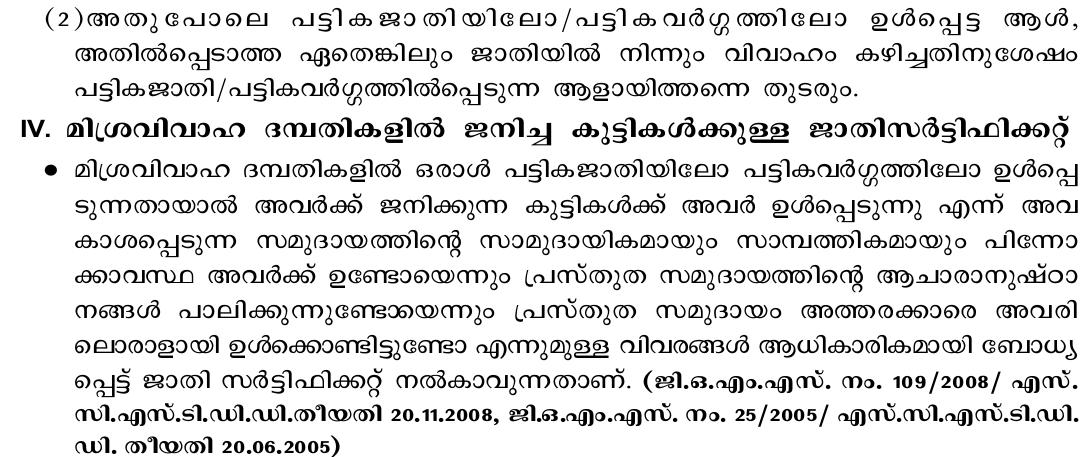 (2)അതുപോലെ പട്ടികജാതിയിലോ/പട്ടികവർഗ്ഗത്തിലോ ഉൾപ്പെട്ട ആൾ,
അതിൽപ്പെടാത്ത ഏതെങ്കിലും ജാതിയിൽ നിന്നും വിവാഹം കഴിച്ചതിനുശേഷം
പട്ടികജാതി/പട്ടികവർഗ്ഗത്തിൽപ്പെടുന്ന ആളായിത്തന്നെ തുടരും.
IV. മിശ്രവിവാഹ ദമ്പതികളിൽ ജനിച്ച കുട്ടികൾക്കുള്ള ജാതിസർട്ടിഫിക്കറ്റ്
● മിശ്രവിവാഹ ദമ്പതികളിൽ ഒരാൾ പട്ടികജാതിയിലോ പട്ടികവർഗ്ഗത്തിലോ ഉൾപ്പെ
ടുന്നതായാൽ അവർക്ക് ജനിക്കുന്ന കുട്ടികൾക്ക് അവർ ഉൾപ്പെടുന്നു എന്ന് അവ
കാശപ്പെടുന്ന സമുദായത്തിന്റെ സാമുദായികമായും സാമ്പത്തികമായും പിന്നോ
ക്കാവസ്ഥ അവർക്ക് ഉണ്ടോയെന്നും പ്രസ്തുത സമുദായത്തിന്റെ ആചാരാനുഷ്ഠാ
നങ്ങൾ പാലിക്കുന്നുണ്ടോയെന്നും പ്രസ്തുത സമുദായം അത്തരക്കാരെ അവരി
ലൊരാളായി ഉൾക്കൊണ്ടിട്ടുണ്ടോ എന്നുമുള്ള വിവരങ്ങൾ ആധികാരികമായി ബോധ്യ
പ്പെട്ട് ജാതി സർട്ടിഫിക്കറ്റ് നൽകാവുന്നതാണ്. (ജി.ഒ.എം.എസ്. നം. 109/2008/ എസ്.
സി.എസ്.ടി.ഡി.ഡി.തീയതി 20.11.2008, ജി.ഒ.എം.എസ്. നം. 25/2005/ എസ്.സി.എസ്.ടി.ഡി.
ഡി. തീയതി 20.06.2005)